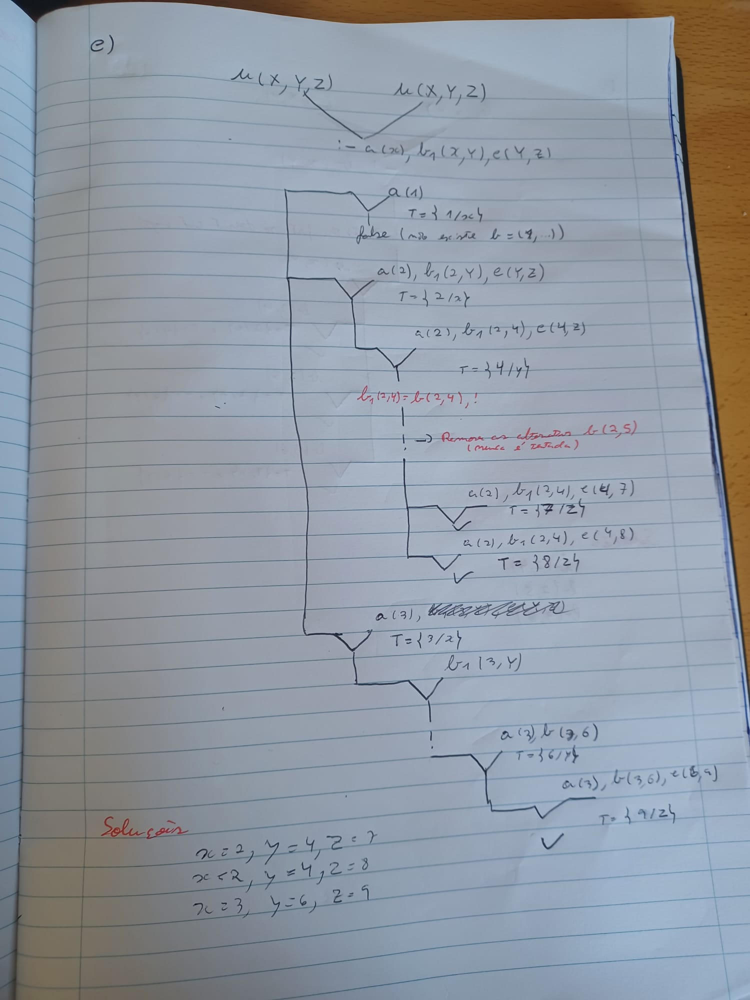 e)
u(X, Y, Z) u(X, Y, Z)
:- a(x), b1(X, Y), e(Y, Z)
a(1)
T = { 1/x }
false (não existe b = (1, ...))
a(2), b1(2, Y), e(Y, Z)
T = { 2/x }
a(2), b1(2, 4), e(4, Z)
T = { 4/y }
b1(2,4) = b(2,4), !
! -> Remove as alternativas b(2,5)
(nunca é testada)
a(2), b1(2,4), e(4, 7)
T = { 7/Z }
✓
a(2), b1(2,4), e(4,8)
T = { 8/Z }
✓
a(3),
T = { 3/x }
b1(3, Y)
a(3) b(3,6)
!
T = { 6/Y }
a(3), b(3,6), e(6,9)
T = { 9/Z }
✓
Soluções
x = 2, y = 4, Z = 7
x = 2, y = 4, Z = 8
x = 3, y = 6, Z = 9